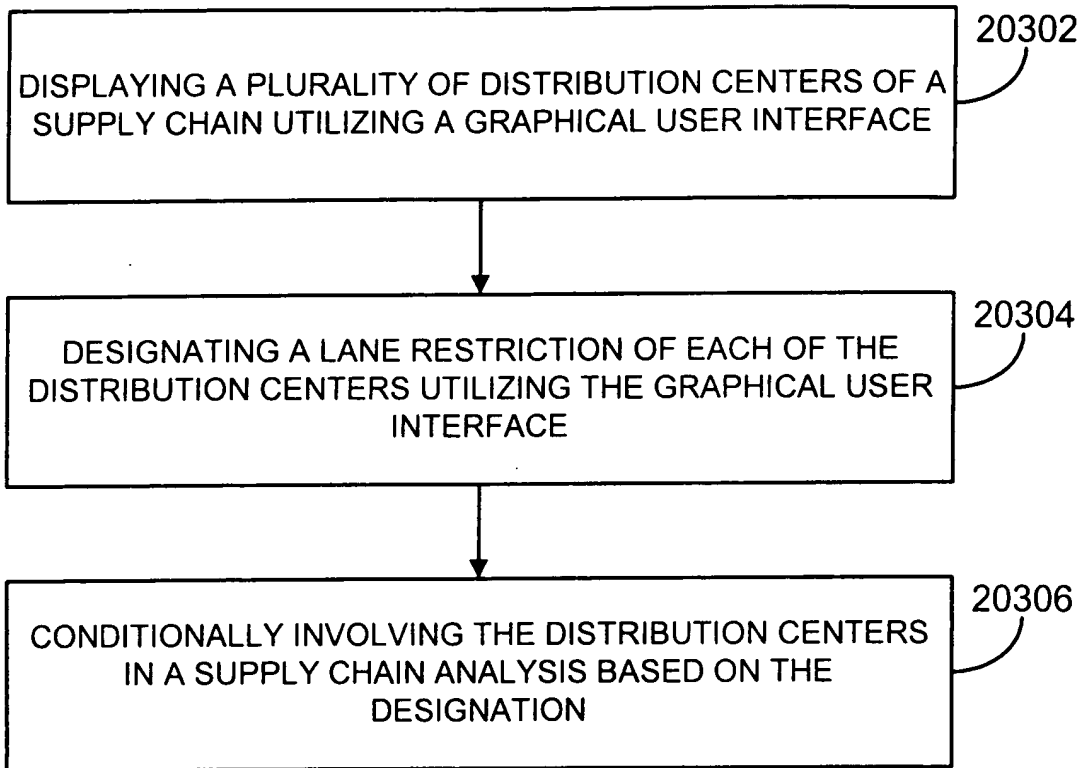 20302
DISPLAYING A PLURALITY OF DISTRIBUTION CENTERS OF A
SUPPLY CHAIN UTILIZING A GRAPHICAL USER INTERFACE
20304
DESIGNATING A LANE RESTRICTION OF EACH OF THE
DISTRIBUTION CENTERS UTILIZING THE GRAPHICAL USER
INTERFACE
20306
CONDITIONALLY INVOLVING THE DISTRIBUTION CENTERS
IN A SUPPLY CHAIN ANALYSIS BASED ON THE
DESIGNATION